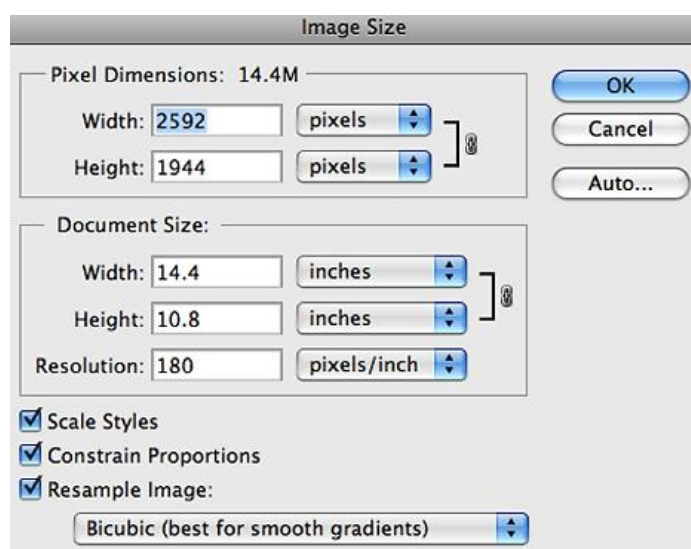 Image Size
Pixel Dimensions: 14.4M
OK
Width: 2592 pixels
Cancel
Height: 1944 pixels
Auto...
Document Size:
Width: 14.4 inches
Height: 10.8 inches
Resolution: 180 pixels/inch
Scale Styles
Constrain Proportions
Resample Image:
Bicubic (best for smooth gradients)